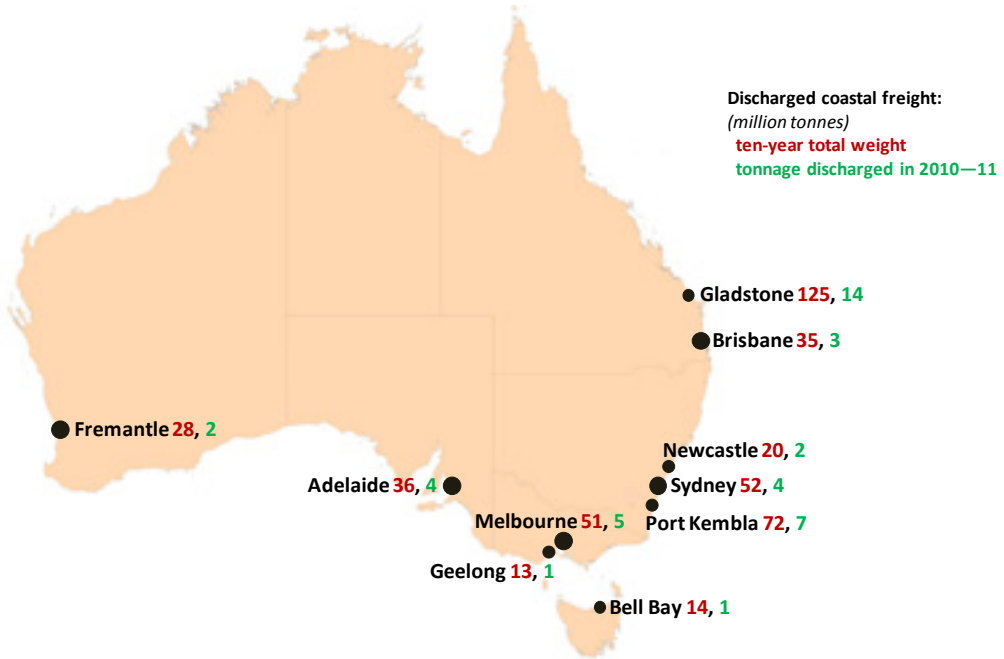 Discharged coastal freight:
(million tonnes)
ten-year total weight
tonnage discharged in 2010—11
Gladstone 125, 14
Brisbane 35, 3
Fremantle 28, 2
Newcastle 20, 2
Adelaide 36, 4
Sydney 52, 4
Melbourne 51, 5
Port Kembla 72, 7
Geelong 13, 1
Bell Bay 14, 1